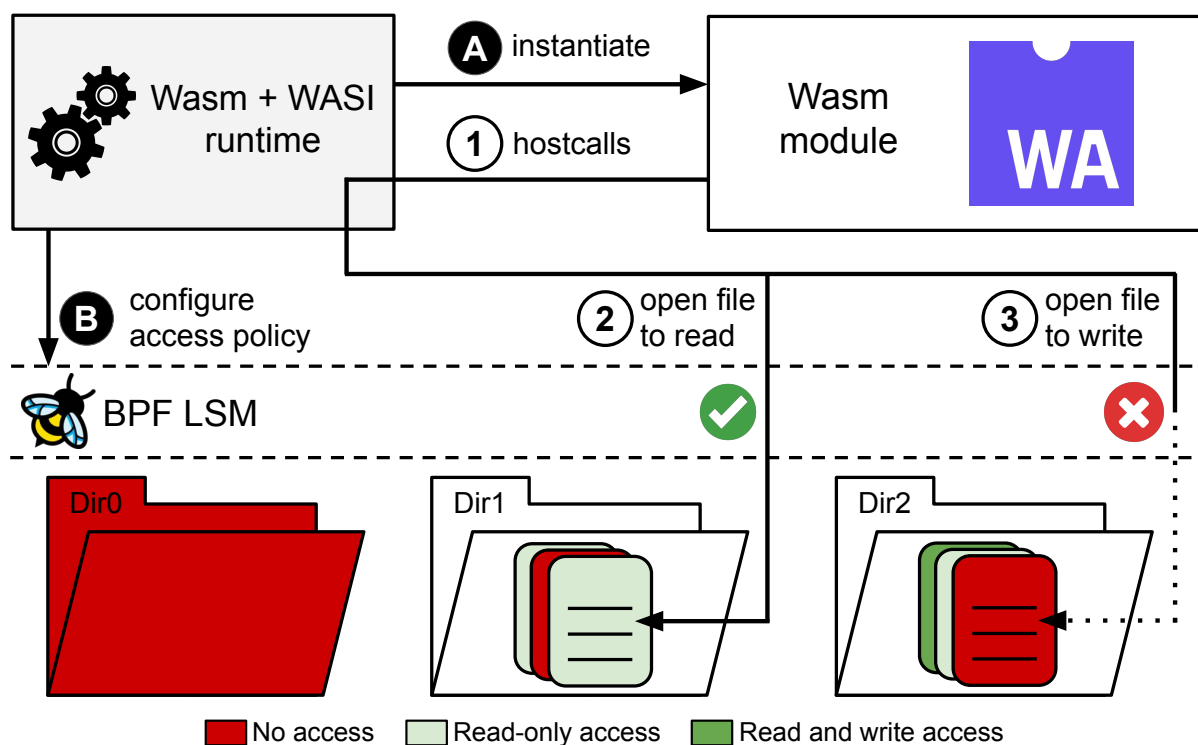 A instantiate
Wasm + WASI
runtime
Wasm
module
WA
1 hostcalls
B configure
access policy
2 open file
to read
3 open file
to write
BPF LSM
Dir0
Dir1
Dir2
No access
Read-only access
Read and write access